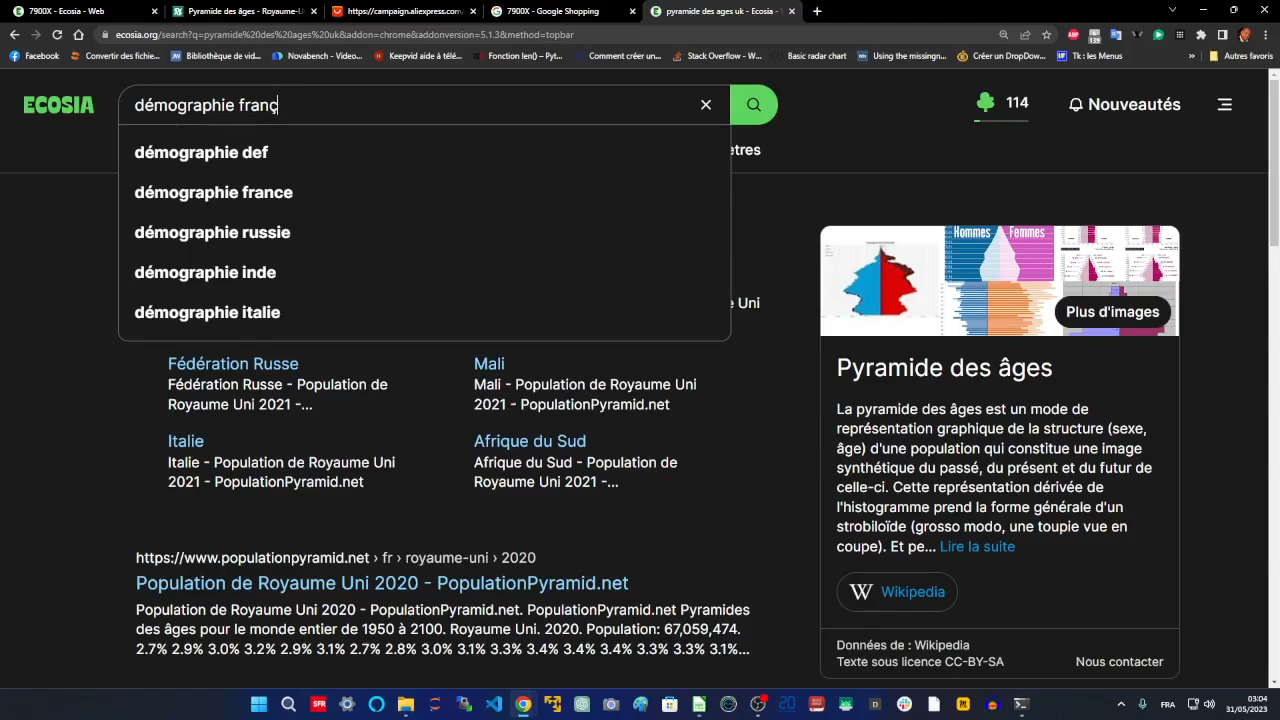 7900X - Web
Pyramide des âges - Royaume-U
https://campaign.aliexpress.com/
7900X - Google Shopping
pyramide des ages uk - Ecosia -
ecosia.org/search?q=pyramide%20des%20ages%20uk&addon=chrome&addonversion=5.1.3&method=topbar
Facebook
Convertir des fichie...
Bibliothèque de vid...
Novabench - Video...
Keepvid aide à télé...
Fonction len() – Pyt...
Comment créer un...
Stack Overflow - W...
Basic radar chart
Using the missingn...
Créer un DropDow...
Tk : les Menus
»
Autres favoris
ECOSIA
démographie franç
114
Nouveautés
démographie def
démographie france
démographie russie
démographie inde
démographie italie
etres
e Uni
Hommes Femmes
Plus d'images
Fédération Russe
Fédération Russe - Population de
Royaume Uni 2021 -...
Mali
Mali - Population de Royaume Uni
2021 - PopulationPyramid.net
Italie
Italie - Population de Royaume Uni
2021 - PopulationPyramid.net
Afrique du Sud
Afrique du Sud - Population de
Royaume Uni 2021 -...
https://www.populationpyramid.net › fr › royaume-uni › 2020
Population de Royaume Uni 2020 - PopulationPyramid.net
Population de Royaume Uni 2020 - PopulationPyramid.net. PopulationPyramid.net Pyramides
des âges pour le monde entier de 1950 à 2100. Royaume Uni. 2020. Population: 67,059,474.
2.7% 2.9% 3.0% 3.2% 2.9% 3.1% 2.7% 2.8% 3.0% 3.1% 3.3% 3.4% 3.4% 3.4% 3.3% 3.3% 3.1%...
Pyramide des âges
La pyramide des âges est un mode de
représentation graphique de la structure (sexe,
âge) d'une population qui constitue une image
synthétique du passé, du présent et du futur de
celle-ci. Cette représentation dérivée de
l'histogramme prend la forme générale d'un
strobiloïde (grosso modo, une toupie vue en
coupe). Et pe... Lire la suite
Wikipedia
Données de : Wikipedia
Texte sous licence CC-BY-SA
Nous contacter
SFR
FRA
03:04
31/05/2023